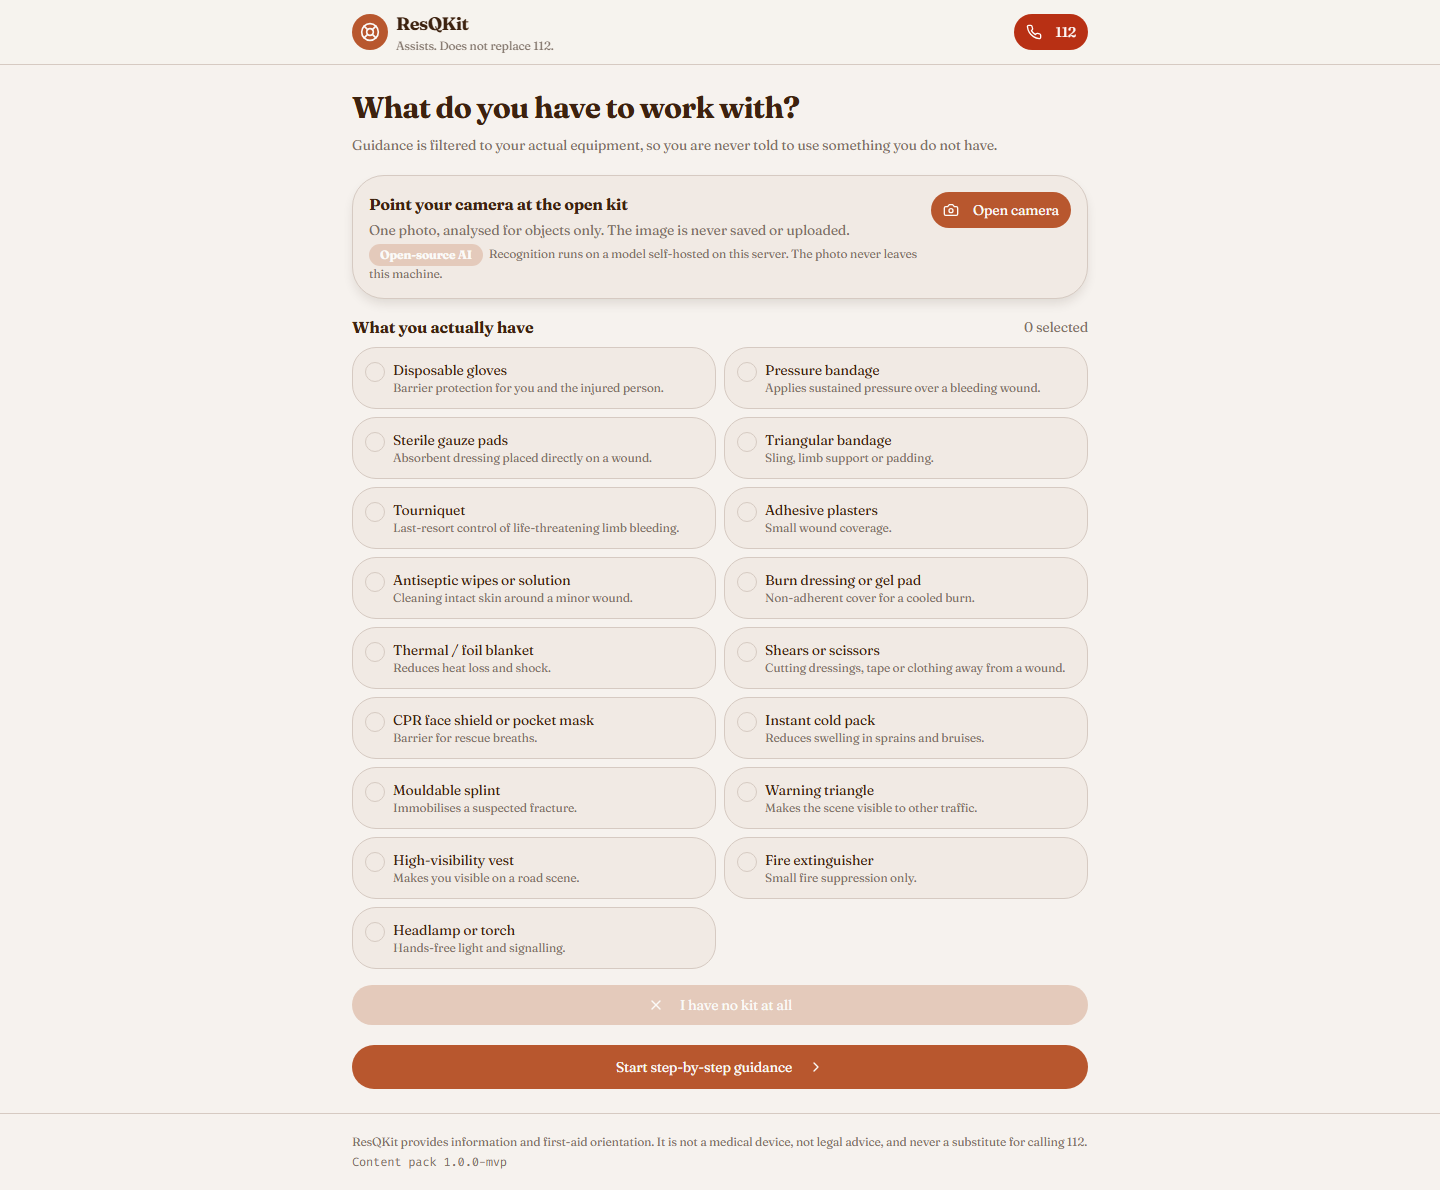 ResQKit
Assists. Does not replace 112.
112
What do you have to work with?
Guidance is filtered to your actual equipment, so you are never told to use something you do not have.
Point your camera at the open kit
Open camera
One photo, analysed for objects only. The image is never saved or uploaded.
Open-source AI Recognition runs on a model self-hosted on this server. The photo never leaves
this machine.
What you actually have
0 selected
Disposable gloves
Barrier protection for you and the injured person.
Pressure bandage
Applies sustained pressure over a bleeding wound.
Sterile gauze pads
Absorbent dressing placed directly on a wound.
Triangular bandage
Sling, limb support or padding.
Tourniquet
Last-resort control of life-threatening limb bleeding.
Adhesive plasters
Small wound coverage.
Antiseptic wipes or solution
Cleaning intact skin around a minor wound.
Burn dressing or gel pad
Non-adherent cover for a cooled burn.
Thermal / foil blanket
Reduces heat loss and shock.
Shears or scissors
Cutting dressings, tape or clothing away from a wound.
CPR face shield or pocket mask
Barrier for rescue breaths.
Instant cold pack
Reduces swelling in sprains and bruises.
Mouldable splint
Immobilises a suspected fracture.
Warning triangle
Makes the scene visible to other traffic.
High-visibility vest
Makes you visible on a road scene.
Fire extinguisher
Small fire suppression only.
Headlamp or torch
Hands-free light and signalling.
I have no kit at all
Start step-by-step guidance
ResQKit provides information and first-aid orientation. It is not a medical device, not legal advice, and never a substitute for calling 112.
Content pack 1.0.0-mvp